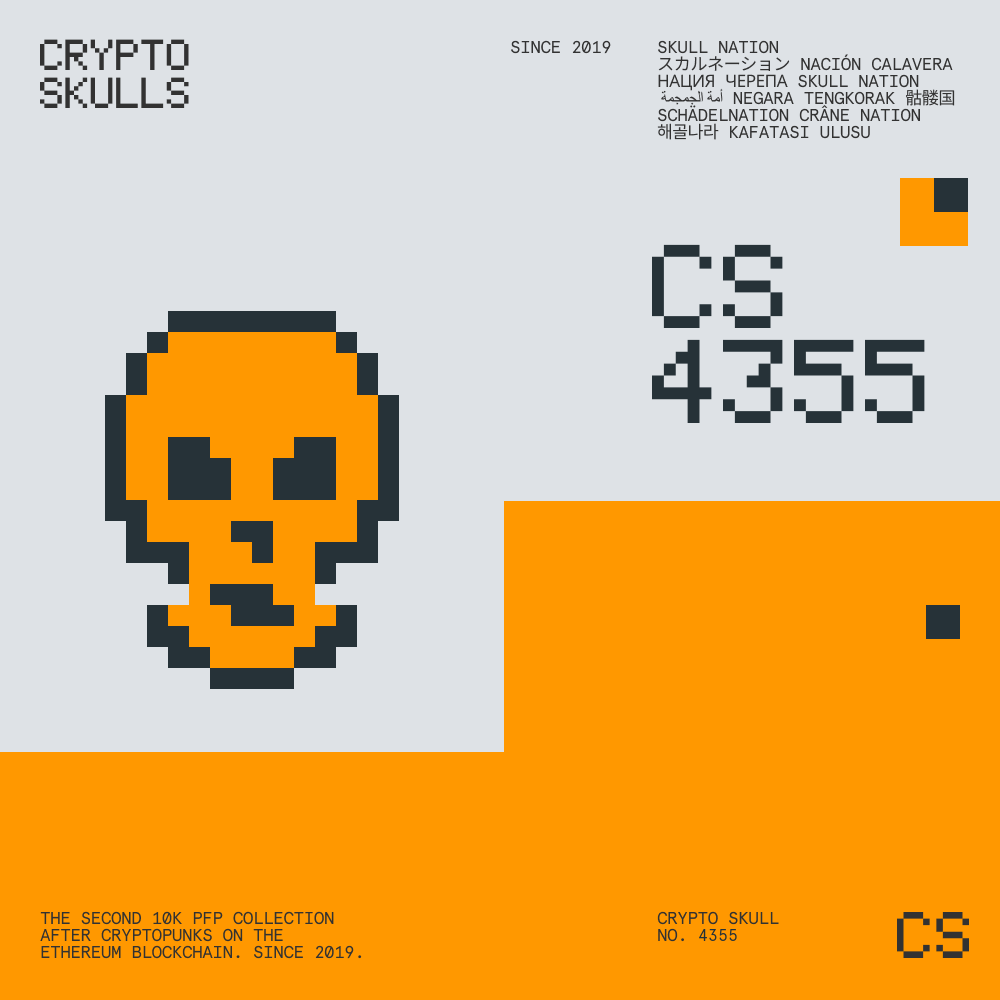 CRYPTO
SKULLS
SINCE 2019
SKULL NATION
スカルネーション NACIÓN CALAVERA
НАЦИЯ ЧЕРЕПА SKULL NATION
أمة الجمجمة NEGARA TENGKORAK 骷髅国
SCHÄDELNATION CRÂNE NATION
해골나라 KAFATASI ULUSU
CS
4355
THE SECOND 10K PFP COLLECTION
AFTER CRYPTOPUNKS ON THE
ETHEREUM BLOCKCHAIN. SINCE 2019.
CRYPTO SKULL
NO. 4355
CS